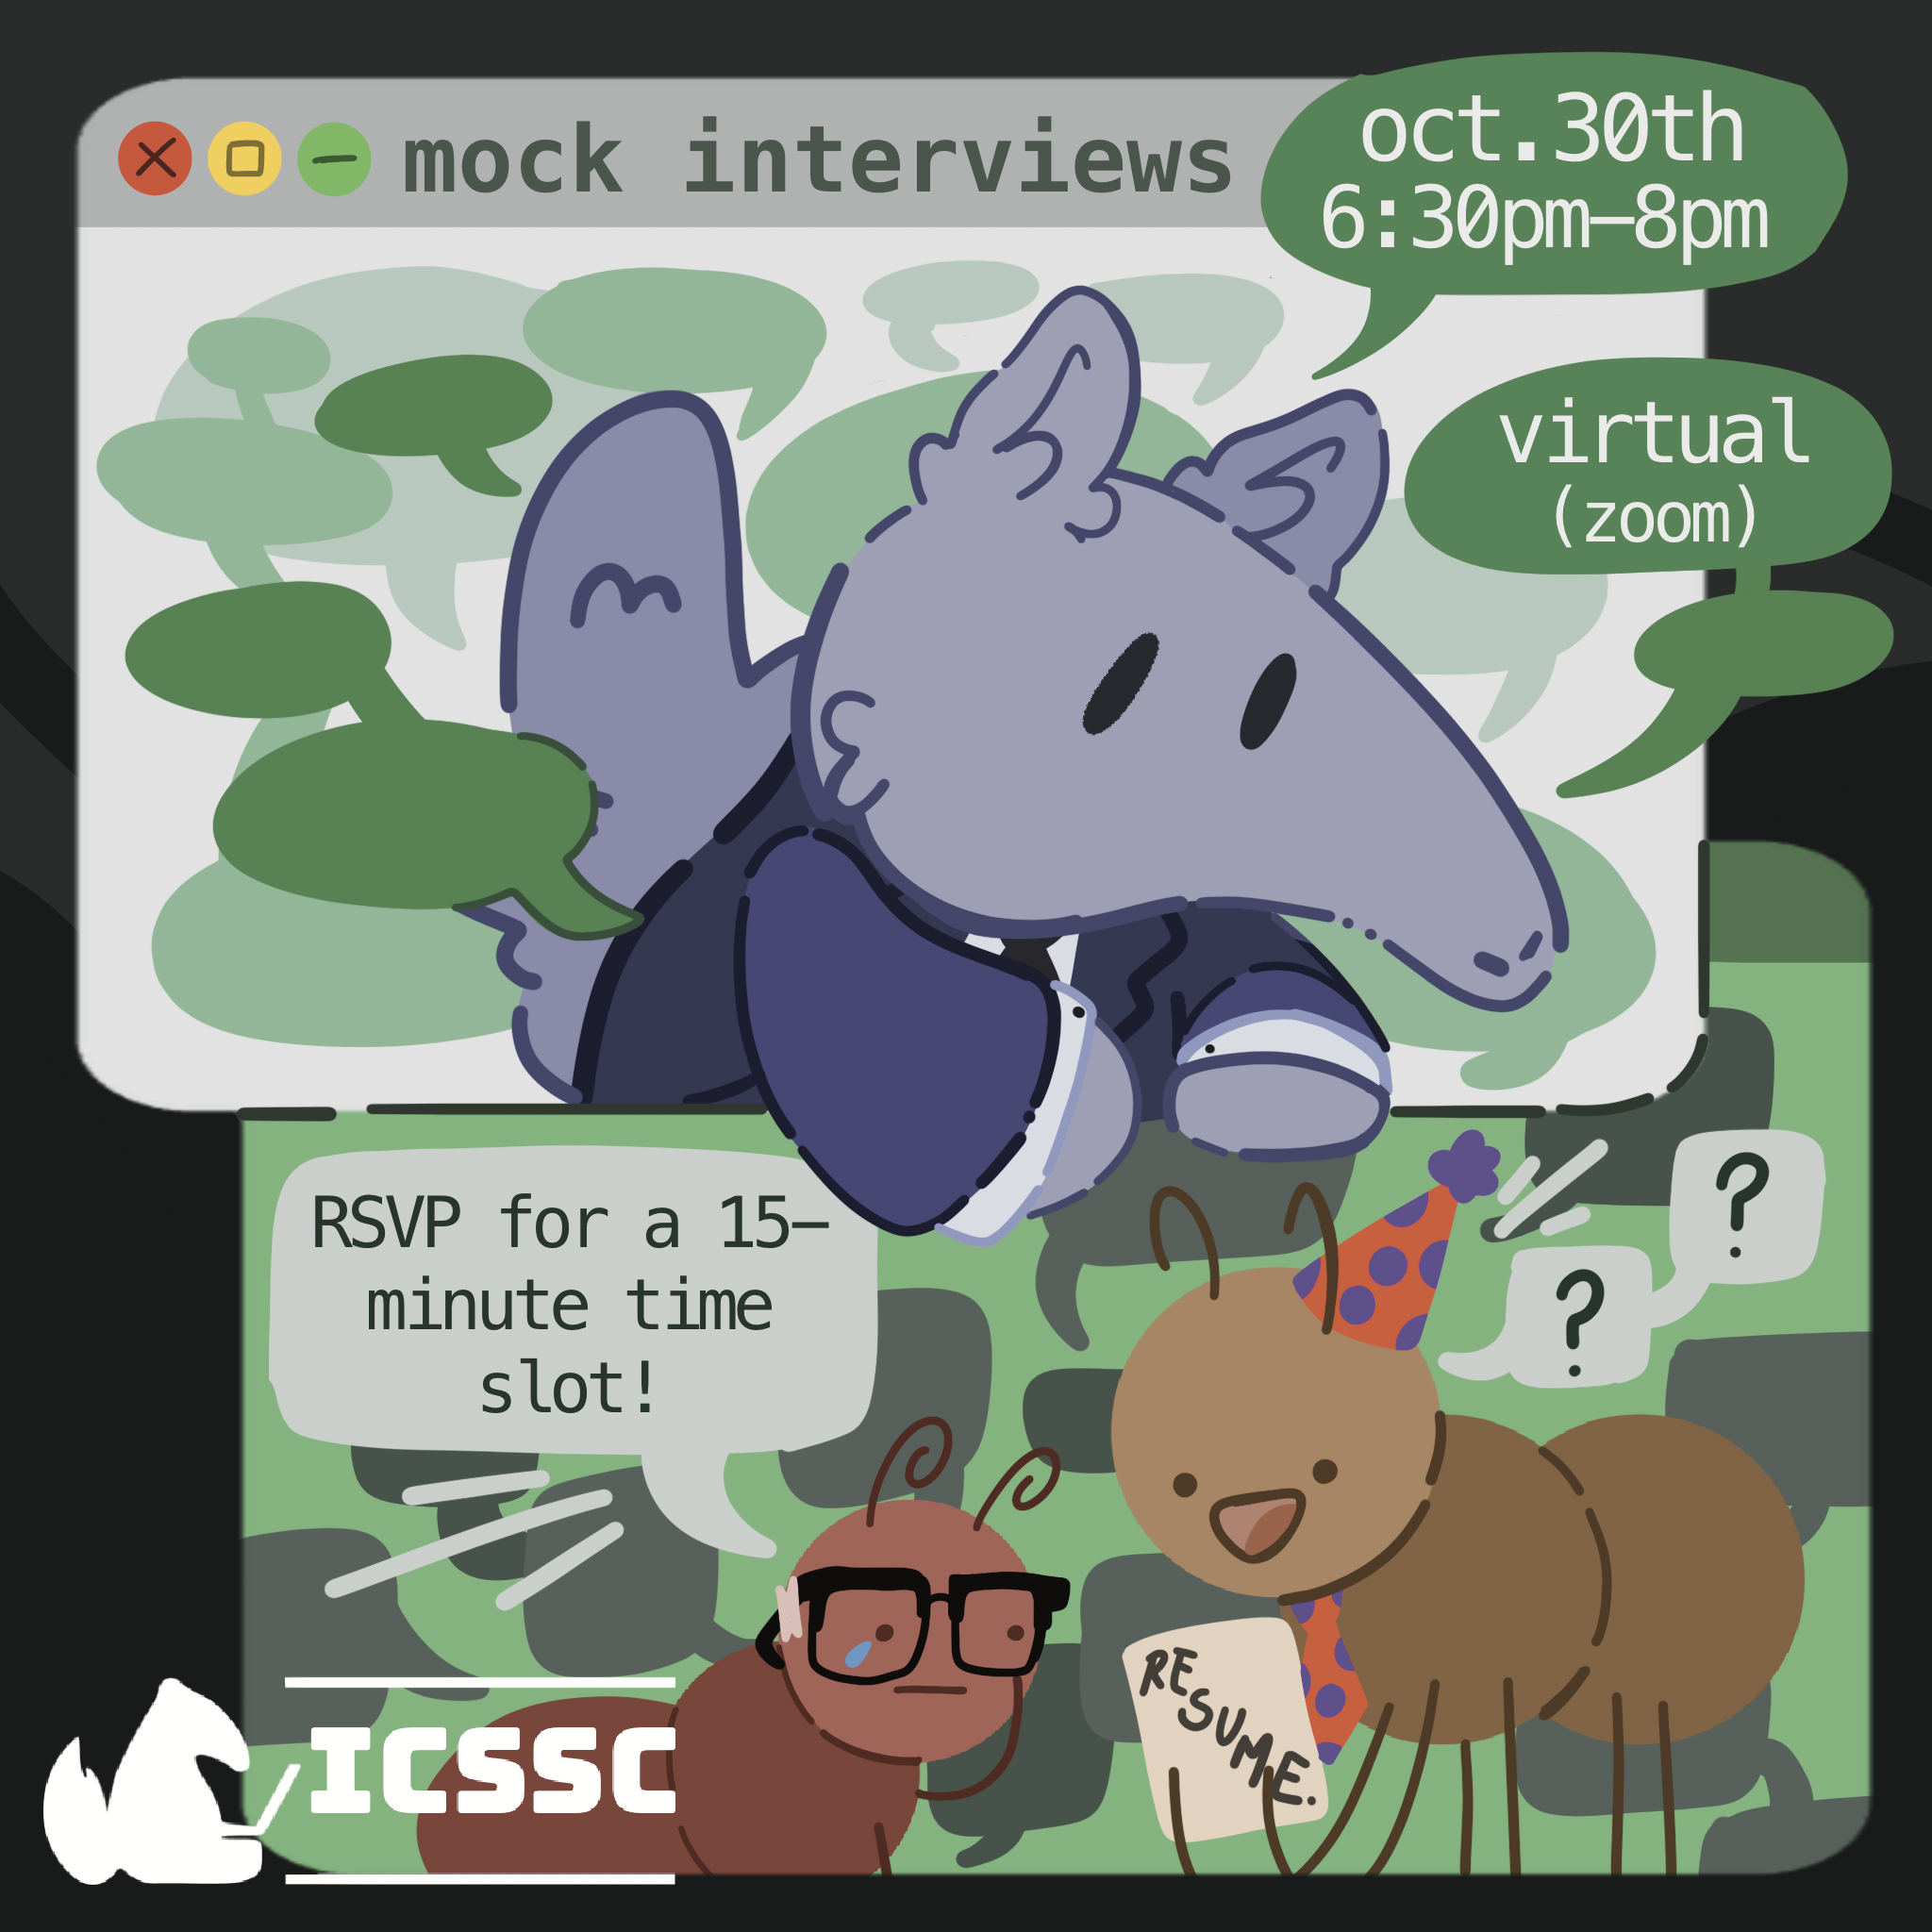 mock interviews
oct.30th
6:30pm–8pm
virtual
(zoom)
RSVP for a 15–
minute time
slot!
?
?
RESUME:
ICSSC